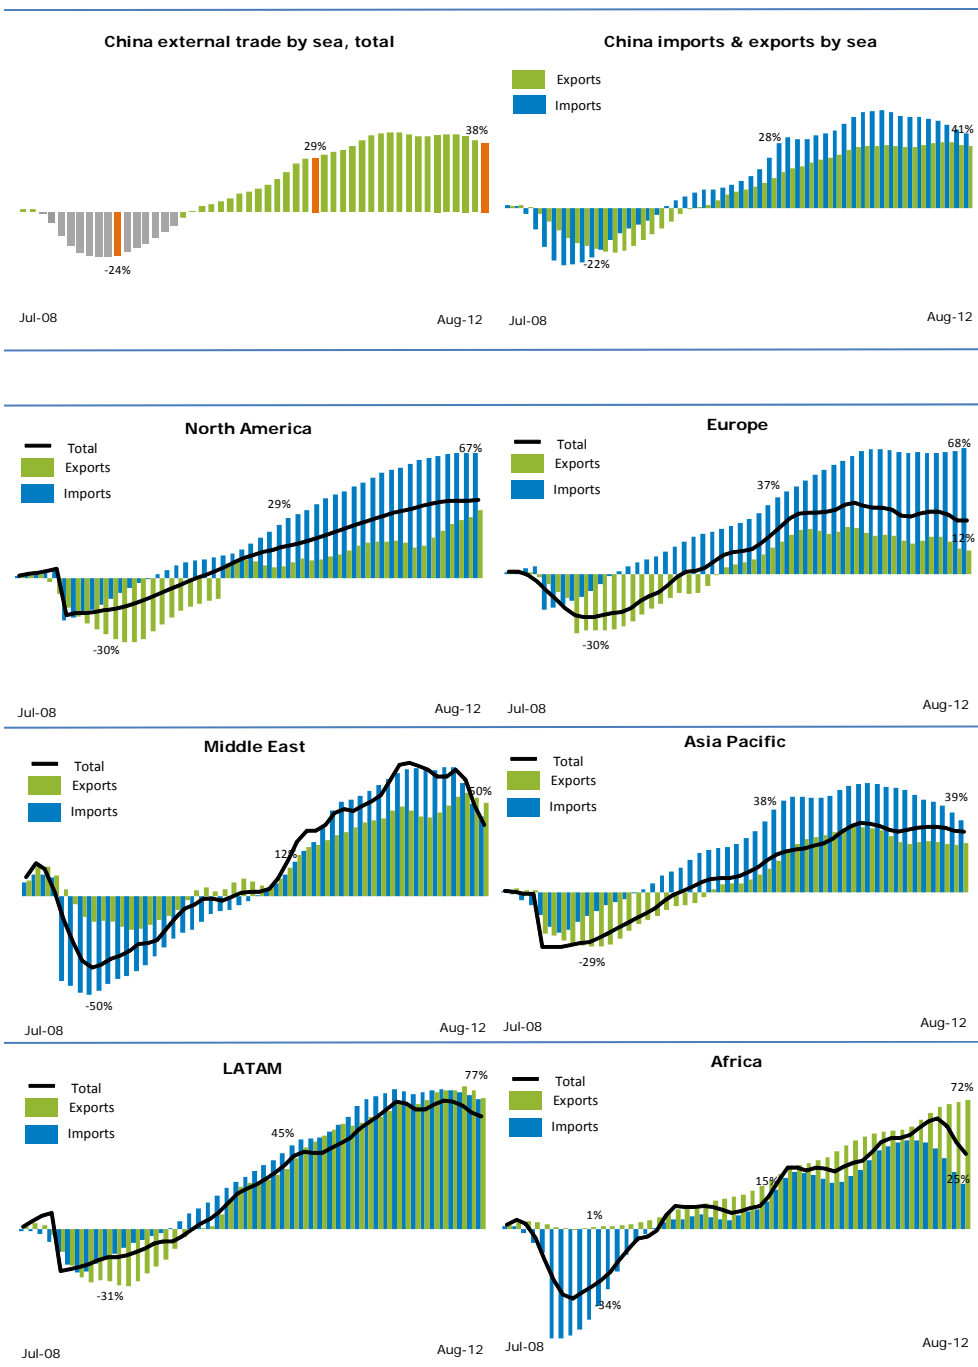 China external trade by sea, total
29%
38%
-24%
Jul-08
Aug-12
China imports & exports by sea
Exports
Imports
28%
41%
-22%
Jul-08
Aug-12
North America
Total
Exports
Imports
67%
29%
-30%
Jul-08
Aug-12
Europe
Total
Exports
Imports
68%
37%
12%
-30%
Jul-08
Aug-12
Middle East
Total
Exports
Imports
50%
12%
-50%
Jul-08
Aug-12
Asia Pacific
Total
Exports
Imports
38%
39%
-29%
Jul-08
Aug-12
LATAM
Total
Exports
Imports
77%
45%
-31%
Jul-08
Aug-12
Africa
Total
Exports
Imports
72%
15%
25%
1%
-34%
Jul-08
Aug-12